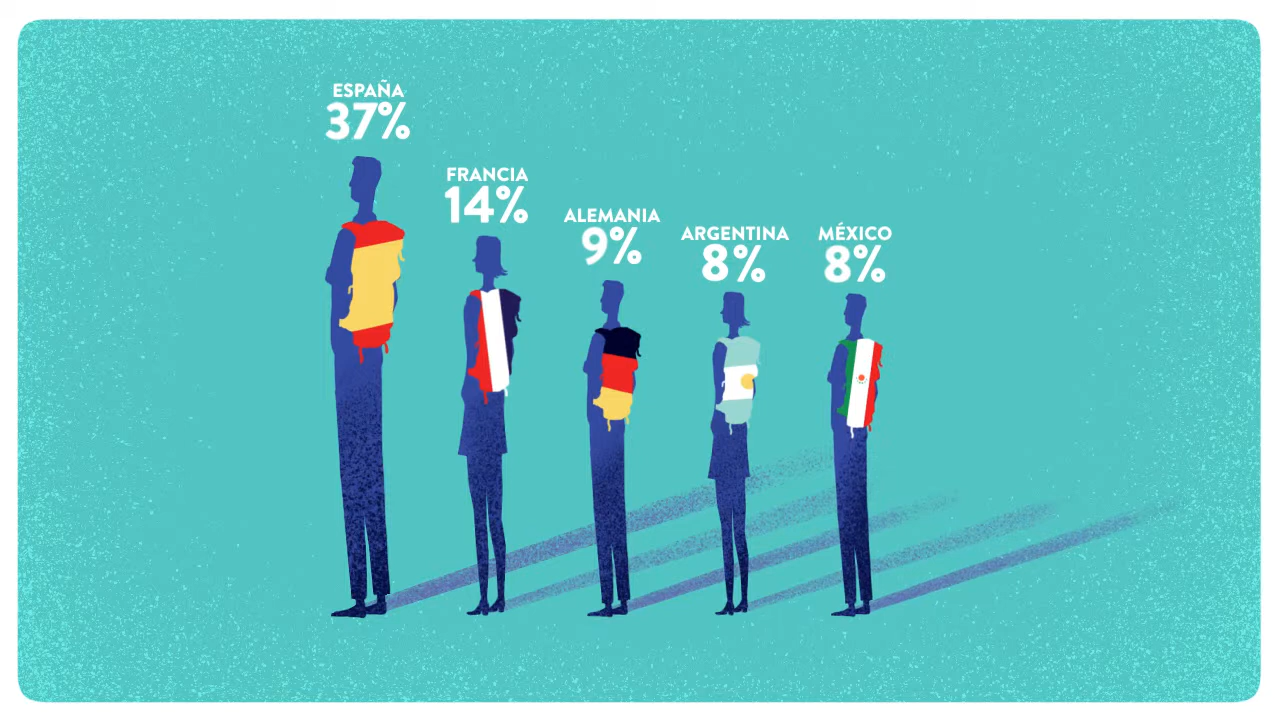 ESPAÑA
37%
FRANCIA
14%
ALEMANIA
9%
ARGENTINA
8%
MÉXICO
8%